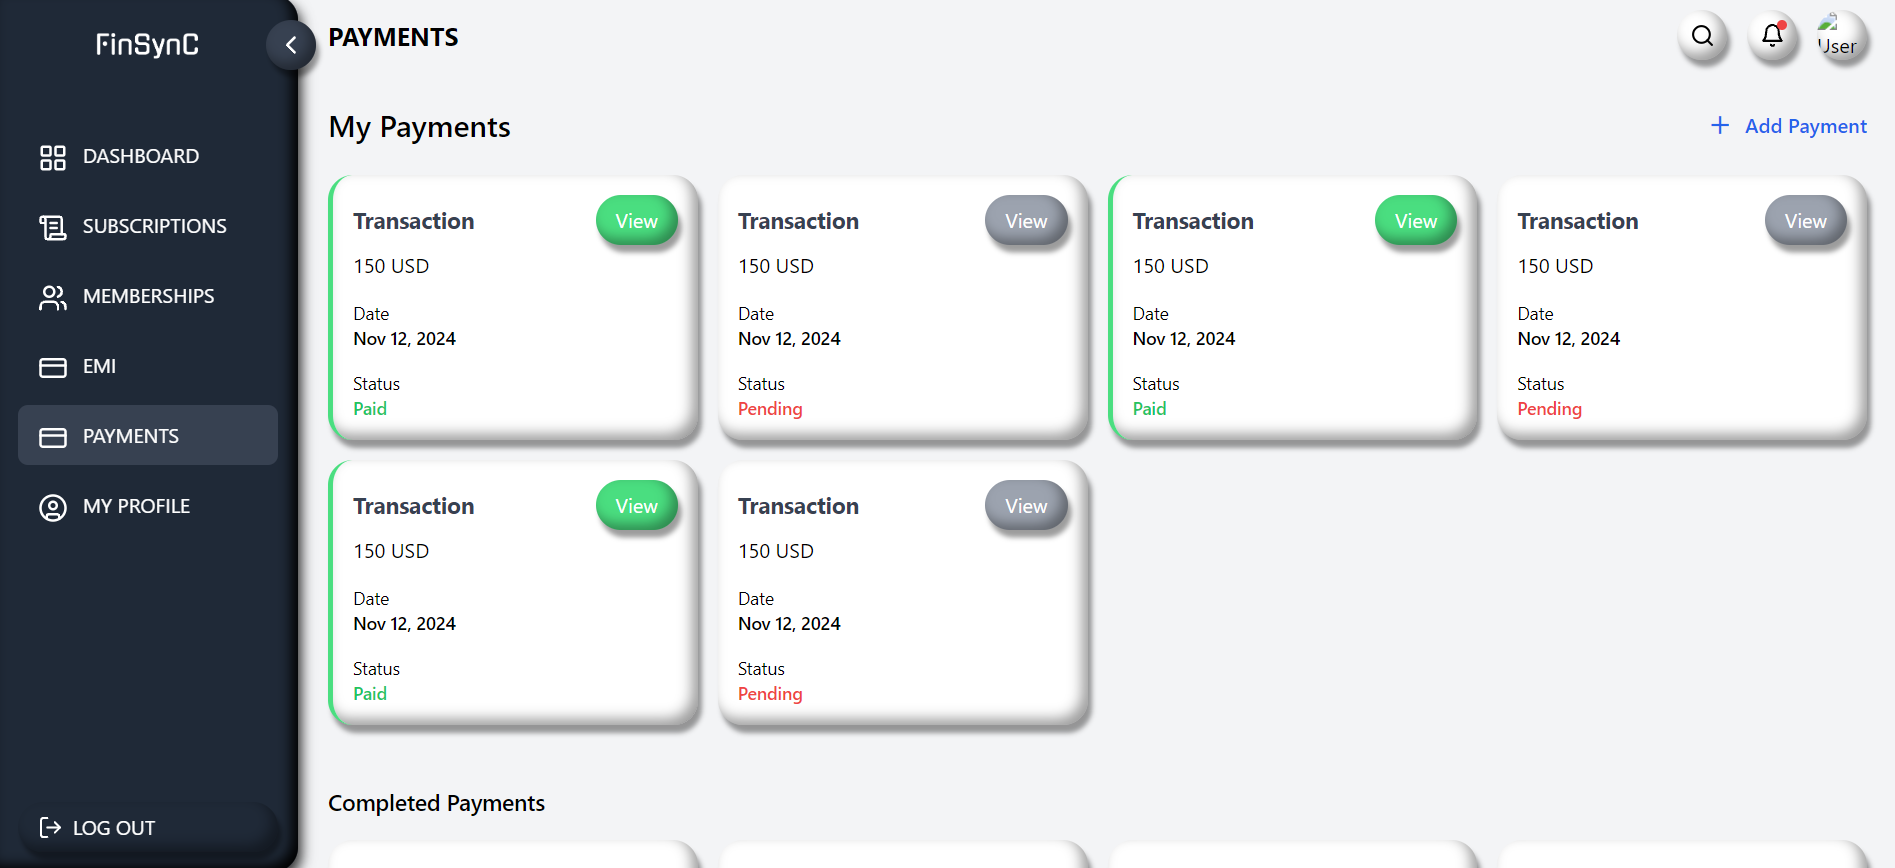 FinSynC
PAYMENTS
User
DASHBOARD
SUBSCRIPTIONS
MEMBERSHIPS
EMI
PAYMENTS
MY PROFILE
LOG OUT
My Payments
Add Payment
Transaction
View
150 USD
Date
Nov 12, 2024
Status
Paid
Transaction
View
150 USD
Date
Nov 12, 2024
Status
Pending
Transaction
View
150 USD
Date
Nov 12, 2024
Status
Paid
Transaction
View
150 USD
Date
Nov 12, 2024
Status
Pending
Transaction
View
150 USD
Date
Nov 12, 2024
Status
Paid
Transaction
View
150 USD
Date
Nov 12, 2024
Status
Pending
Completed Payments